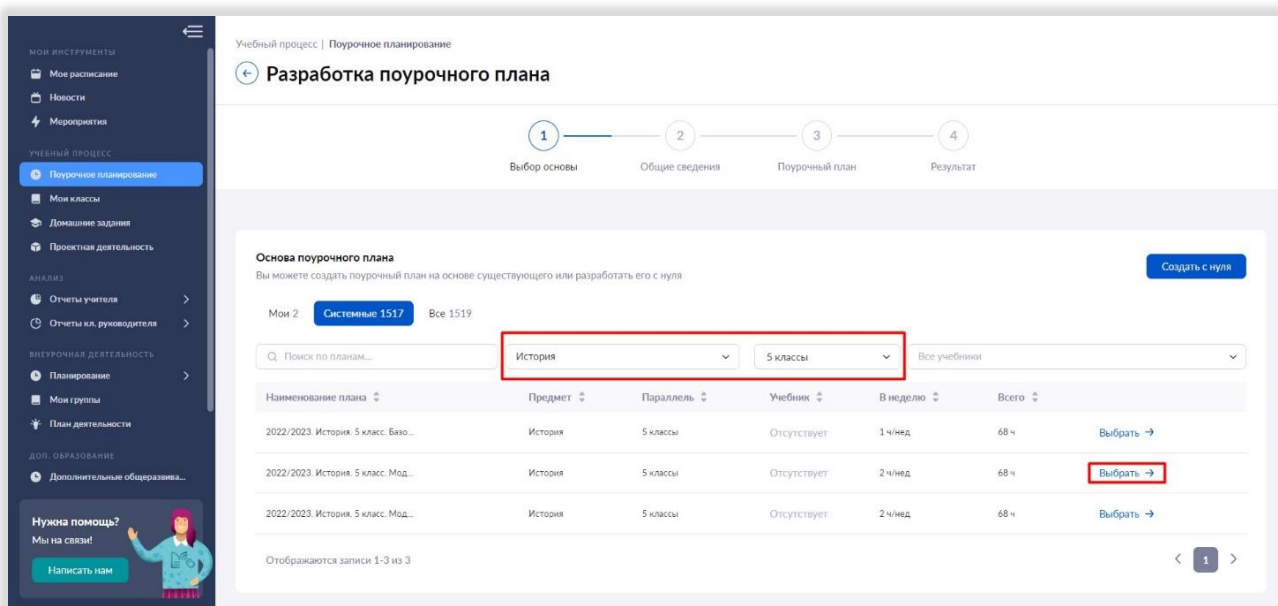 МОИ ИНСТРУМЕНТЫ
Мое расписание
Новости
Мероприятия
УЧЕБНЫЙ ПРОЦЕСС
Поурочное планирование
Мои классы
Домашние задания
Проектная деятельность
АНАЛИЗ
Отчеты учителя
Отчеты кл. руководителя
ВНЕУРОЧНАЯ ДЕЯТЕЛЬНОСТЬ
Планирование
Мои группы
План деятельности
ДОП. ОБРАЗОВАНИЕ
Дополнительные общеразвива...
Нужна помощь?
Мы на связи!
Написать нам
Учебный процесс | Поурочное планирование
Разработка поурочного плана
1 2 3 4
Выбор основы Общие сведения Поурочный план Результат
Основа поурочного плана
Вы можете создать поурочный план на основе существующего или разработать его с нуля
Создать с нуля
Мои 2 Системные 1517 Все 1519
Поиск по планам... История 5 классы Все учебники
Наименование плана Предмет Параллель Учебник В неделю Всего
2022/2023. История. 5 класс. Базо... История 5 классы Отсутствует 1 ч/нед 68 ч Выбрать →
2022/2023. История. 5 класс. Мод... История 5 классы Отсутствует 2 ч/нед 68 ч Выбрать →
2022/2023. История. 5 класс. Мод... История 5 классы Отсутствует 2 ч/нед 68 ч Выбрать →
Отображаются записи 1-3 из 3 < 1 >